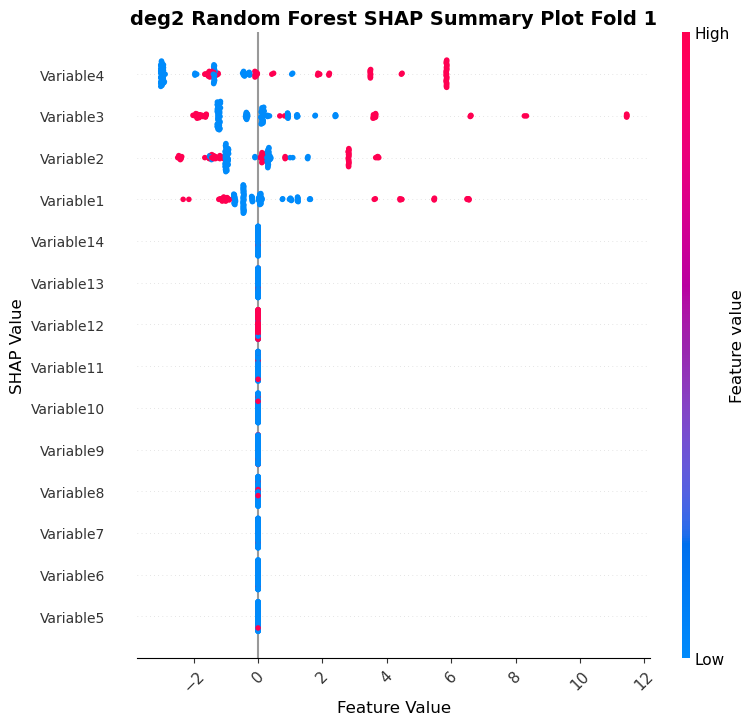 deg2 Random Forest SHAP Summary Plot Fold 1
High
Variable4
Variable3
Variable2
Variable1
Variable14
Variable13
Variable12
Variable11
Variable10
Variable9
Variable8
Variable7
Variable6
Variable5
SHAP Value
Feature value
Low
−2 0 2 4 6 8 10 12
Feature Value